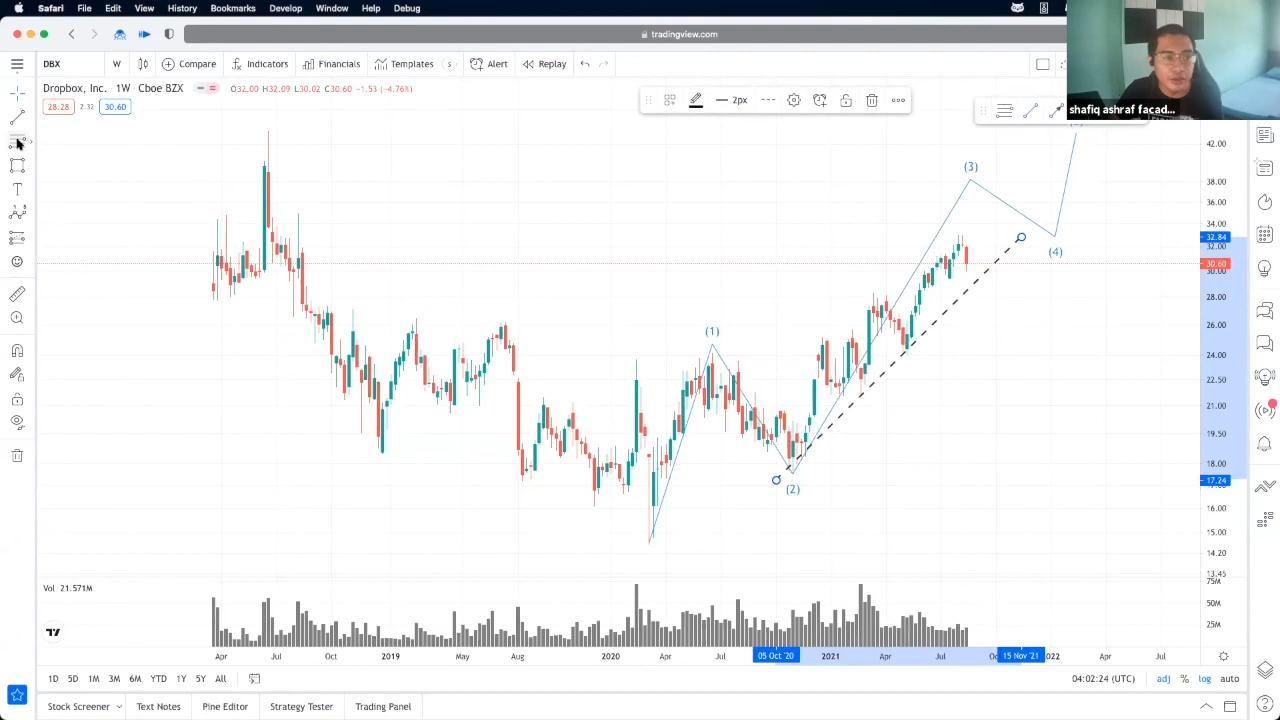 Safari File Edit View History Bookmarks Develop Window Help Debug
tradingview.com
DBX W Compare Indicators Financials Templates Alert Replay
shafiq ashraf facad...
Dropbox, Inc. · 1W · Cboe BZX O32.00 H32.09 L30.02 C30.60 −1.53 (−4.76%)
28.28 2.32 30.60
2px
(1)
(2)
(3)
(4)
42.00
38.00
36.00
34.00
32.84
32.00
30.60
30.00
28.00
26.00
24.00
22.50
21.00
19.50
18.00
17.24
16.00
15.00
14.20
13.45
Vol 21.571M
75M
50M
25M
Apr Jul Oct 2019 May Aug 2020 Apr Jul 05 Oct '20 2021 Apr Jul 15 Nov '21 Apr Jul
1D 5D 1M 3M 6M YTD 1Y 5Y All
04:02:24 (UTC) adj % log auto
Stock Screener Text Notes Pine Editor Strategy Tester Trading Panel